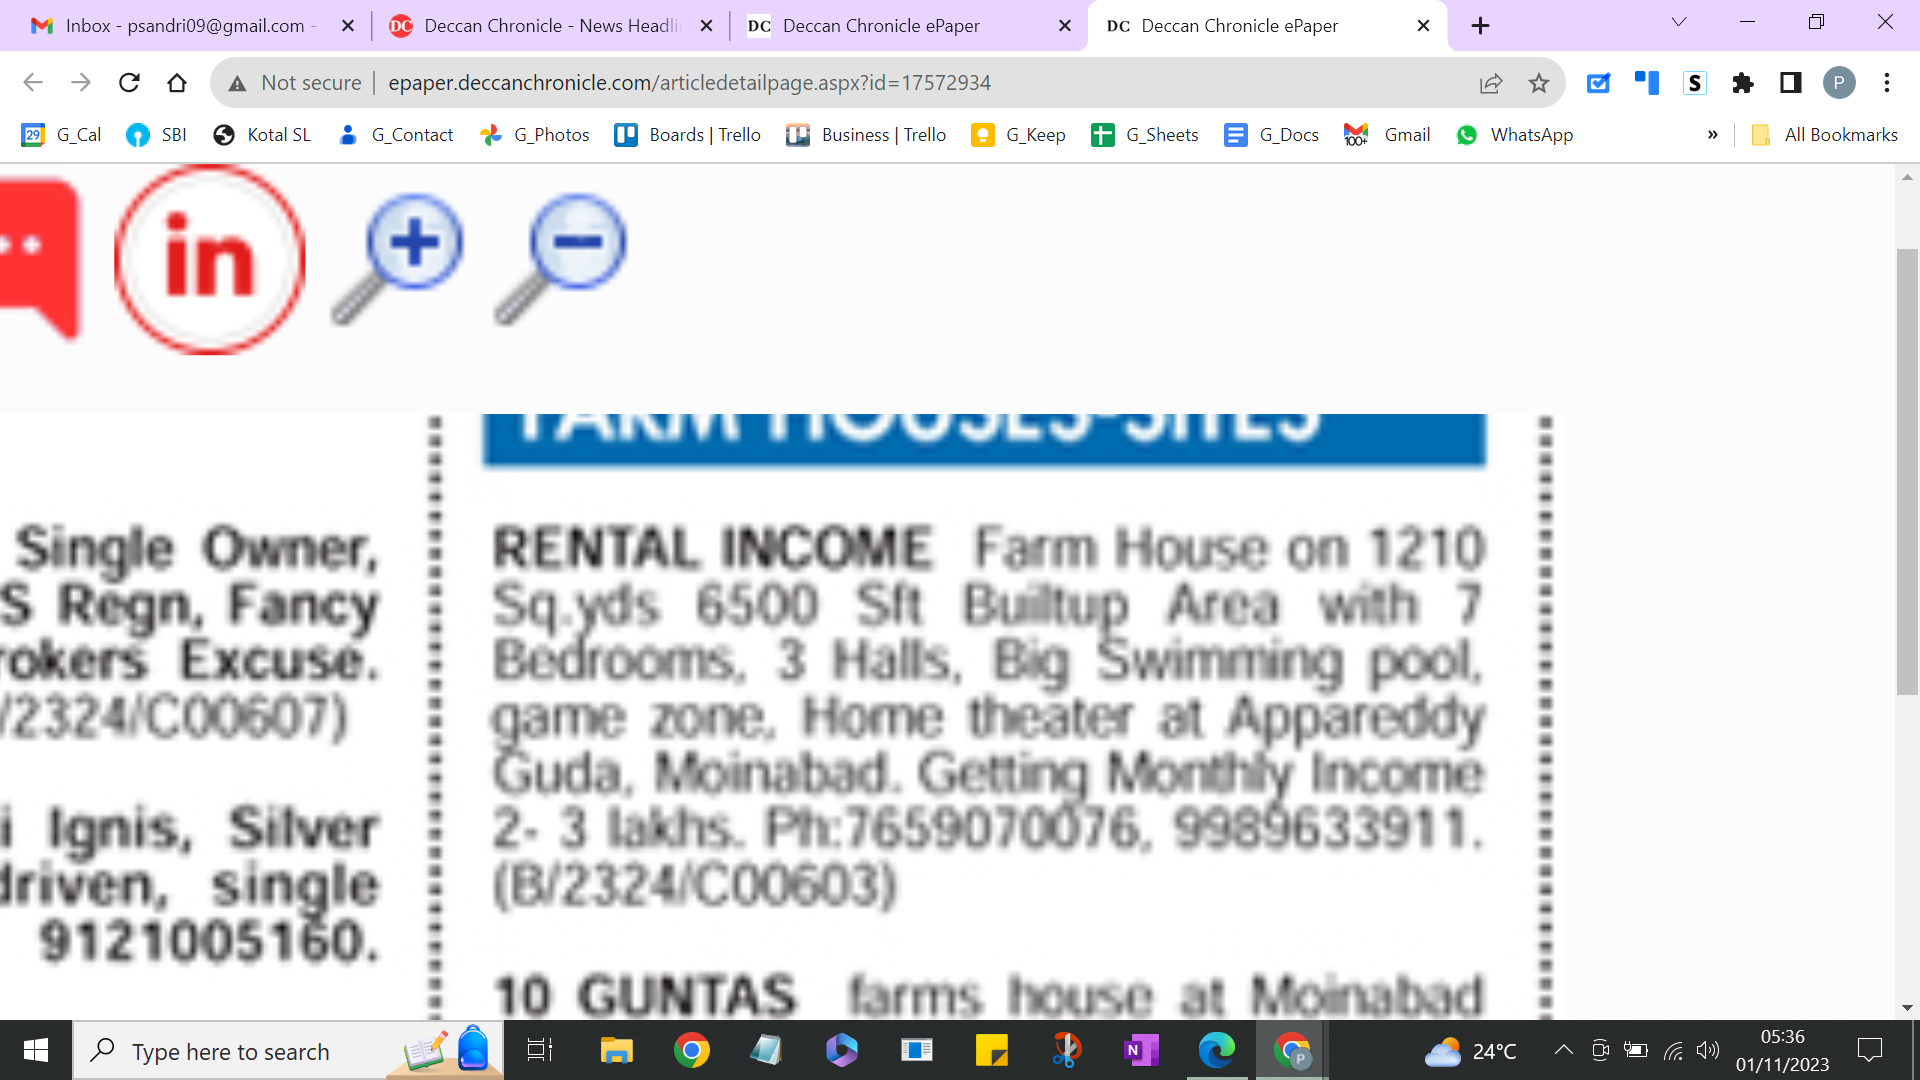 Inbox - psandri09@gmail.com -
Deccan Chronicle - News Headli
Deccan Chronicle ePaper
Deccan Chronicle ePaper
Not secure
epaper.deccanchronicle.com/articledetailpage.aspx?id=17572934
G_Cal
SBI
Kotal SL
G_Contact
G_Photos
Boards | Trello
Business | Trello
G_Keep
G_Sheets
G_Docs
Gmail
WhatsApp
»
All Bookmarks
in
Single Owner,
S Regn, Fancy
rokers Excuse.
/2324/C00607)
i Ignis, Silver
driven, single
9121005160.
FARM HOUSES-SITES
RENTAL INCOME Farm House on 1210
Sq.yds 6500 Sft Builtup Area with 7
Bedrooms, 3 Halls, Big Swimming pool,
game zone, Home theater at Appareddy
Guda, Moinabad. Getting Monthly Income
2- 3 lakhs. Ph:7659070076, 9989633911.
(B/2324/C00603)
10 GUNTAS farms house at Moinabad
Type here to search
24°C
05:36
01/11/2023